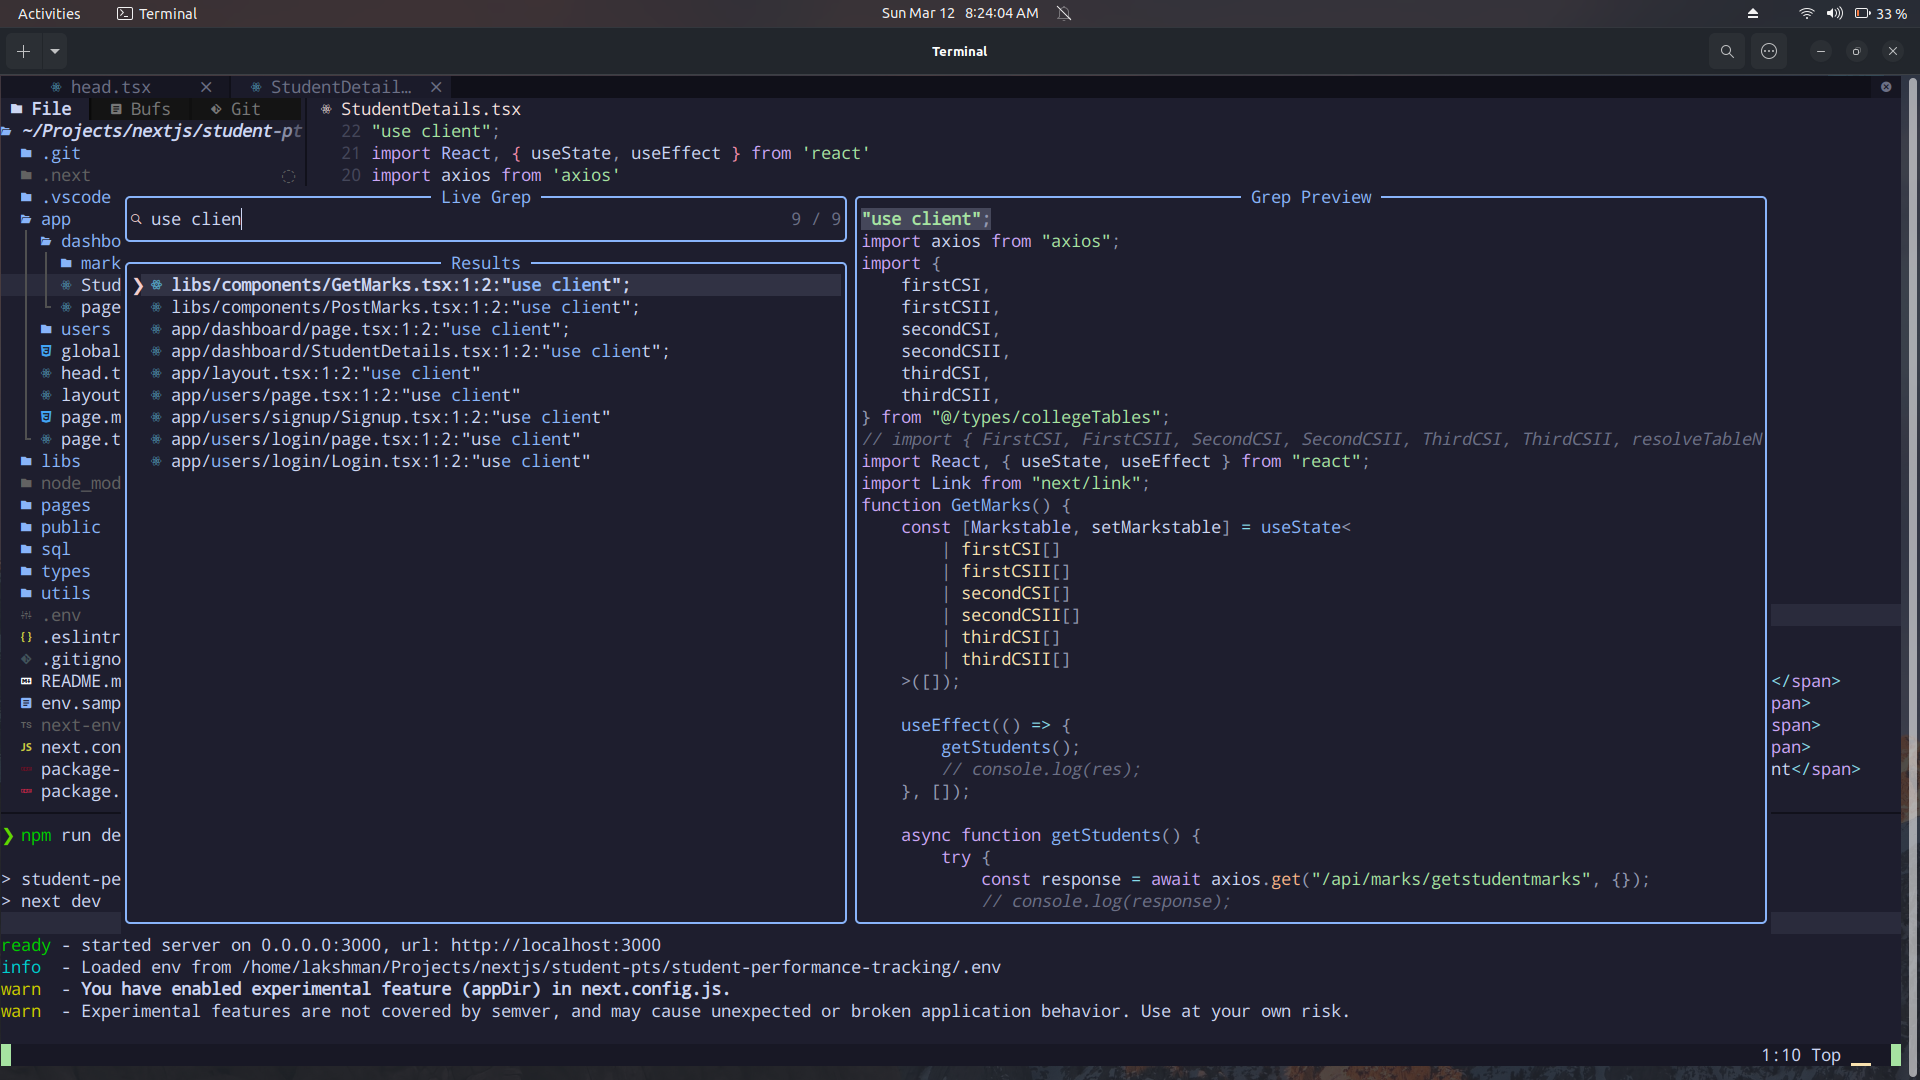 Activities Terminal Sun Mar 12 8:24:04 AM 33 %
Terminal
head.tsx StudentDetail…
File Bufs Git StudentDetails.tsx
~/Projects/nextjs/student-pt
22 "use client";
.git
21 import React, { useState, useEffect } from 'react'
.next
20 import axios from 'axios'
.vscode
app
dashbo
mark
Stud
page
users
global
head.t
layout
page.m
page.t
libs
node_mod
pages
public
sql
types
utils
.env
.eslintr
.gitigno
README.m
env.samp
TS next-env
JS next.con
package-
package.
Live Grep
use clien 9 / 9
Results
❯ libs/components/GetMarks.tsx:1:2:"use client";
libs/components/PostMarks.tsx:1:2:"use client";
app/dashboard/page.tsx:1:2:"use client";
app/dashboard/StudentDetails.tsx:1:2:"use client";
app/layout.tsx:1:2:"use client"
app/users/page.tsx:1:2:"use client"
app/users/signup/Signup.tsx:1:2:"use client"
app/users/login/page.tsx:1:2:"use client"
app/users/login/Login.tsx:1:2:"use client"
Grep Preview
"use client";
import axios from "axios";
import {
firstCSI,
firstCSII,
secondCSI,
secondCSII,
thirdCSI,
thirdCSII,
} from "@/types/collegeTables";
// import { FirstCSI, FirstCSII, SecondCSI, SecondCSII, ThirdCSI, ThirdCSII, resolveTableN
import React, { useState, useEffect } from "react";
import Link from "next/link";
function GetMarks() {
const [Markstable, setMarkstable] = useState<
| firstCSI[]
| firstCSII[]
| secondCSI[]
| secondCSII[]
| thirdCSI[]
| thirdCSII[]
>([]);
useEffect(() => {
getStudents();
// console.log(res);
}, []);
async function getStudents() {
try {
const response = await axios.get("/api/marks/getstudentmarks", {});
// console.log(response);
</span>
pan>
span>
pan>
nt</span>
❯ npm run de
> student-pe
> next dev
ready - started server on 0.0.0.0:3000, url: http://localhost:3000
info - Loaded env from /home/lakshman/Projects/nextjs/student-pts/student-performance-tracking/.env
warn - You have enabled experimental feature (appDir) in next.config.js.
warn - Experimental features are not covered by semver, and may cause unexpected or broken application behavior. Use at your own risk.
1:10 Top